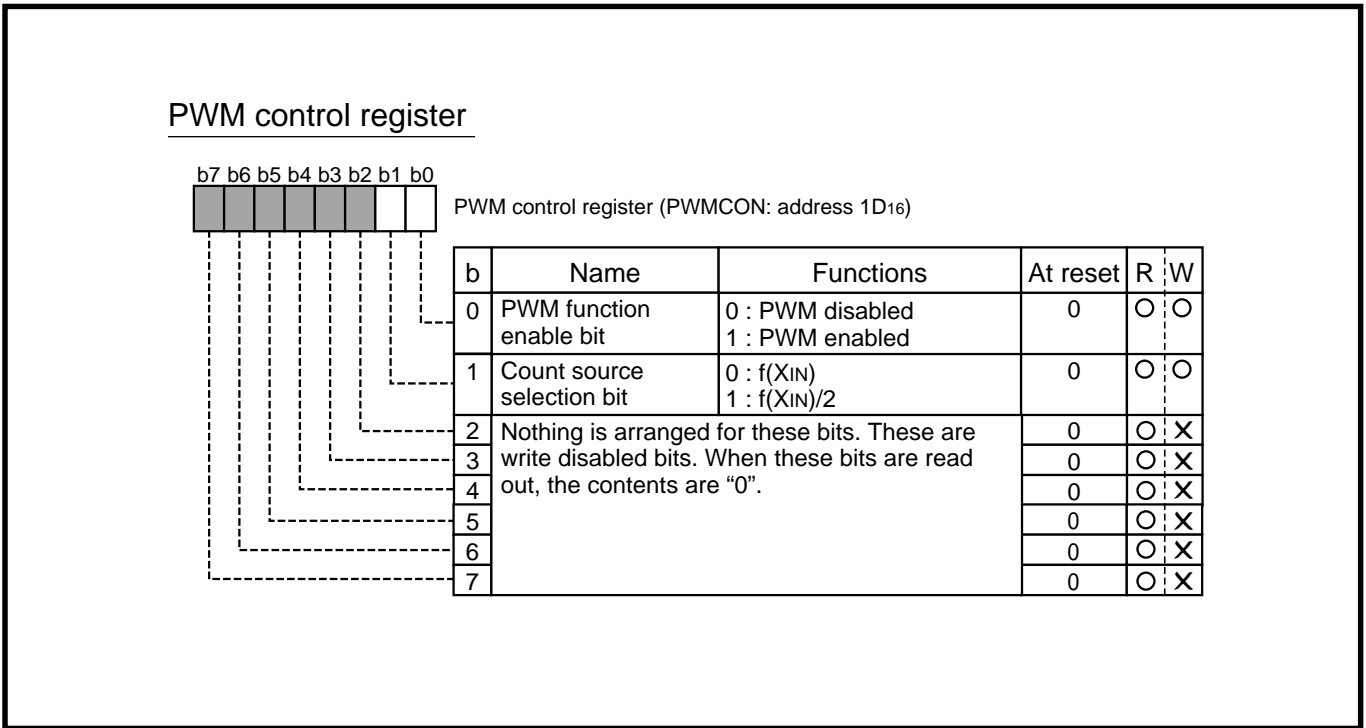 PWM control register
b7 b6 b5 b4 b3 b2 b1 b0
PWM control register (PWMCON: address 1D16)
b Name Functions At reset R W
0 PWM function enable bit 0 : PWM disabled 1 : PWM enabled 0 O O
1 Count source selection bit 0 : f(XIN) 1 : f(XIN)/2 0 O O
2 Nothing is arranged for these bits. These are 0 O X
3 write disabled bits. When these bits are read 0 O X
4 out, the contents are “0”. 0 O X
5 0 O X
6 0 O X
7 0 O X